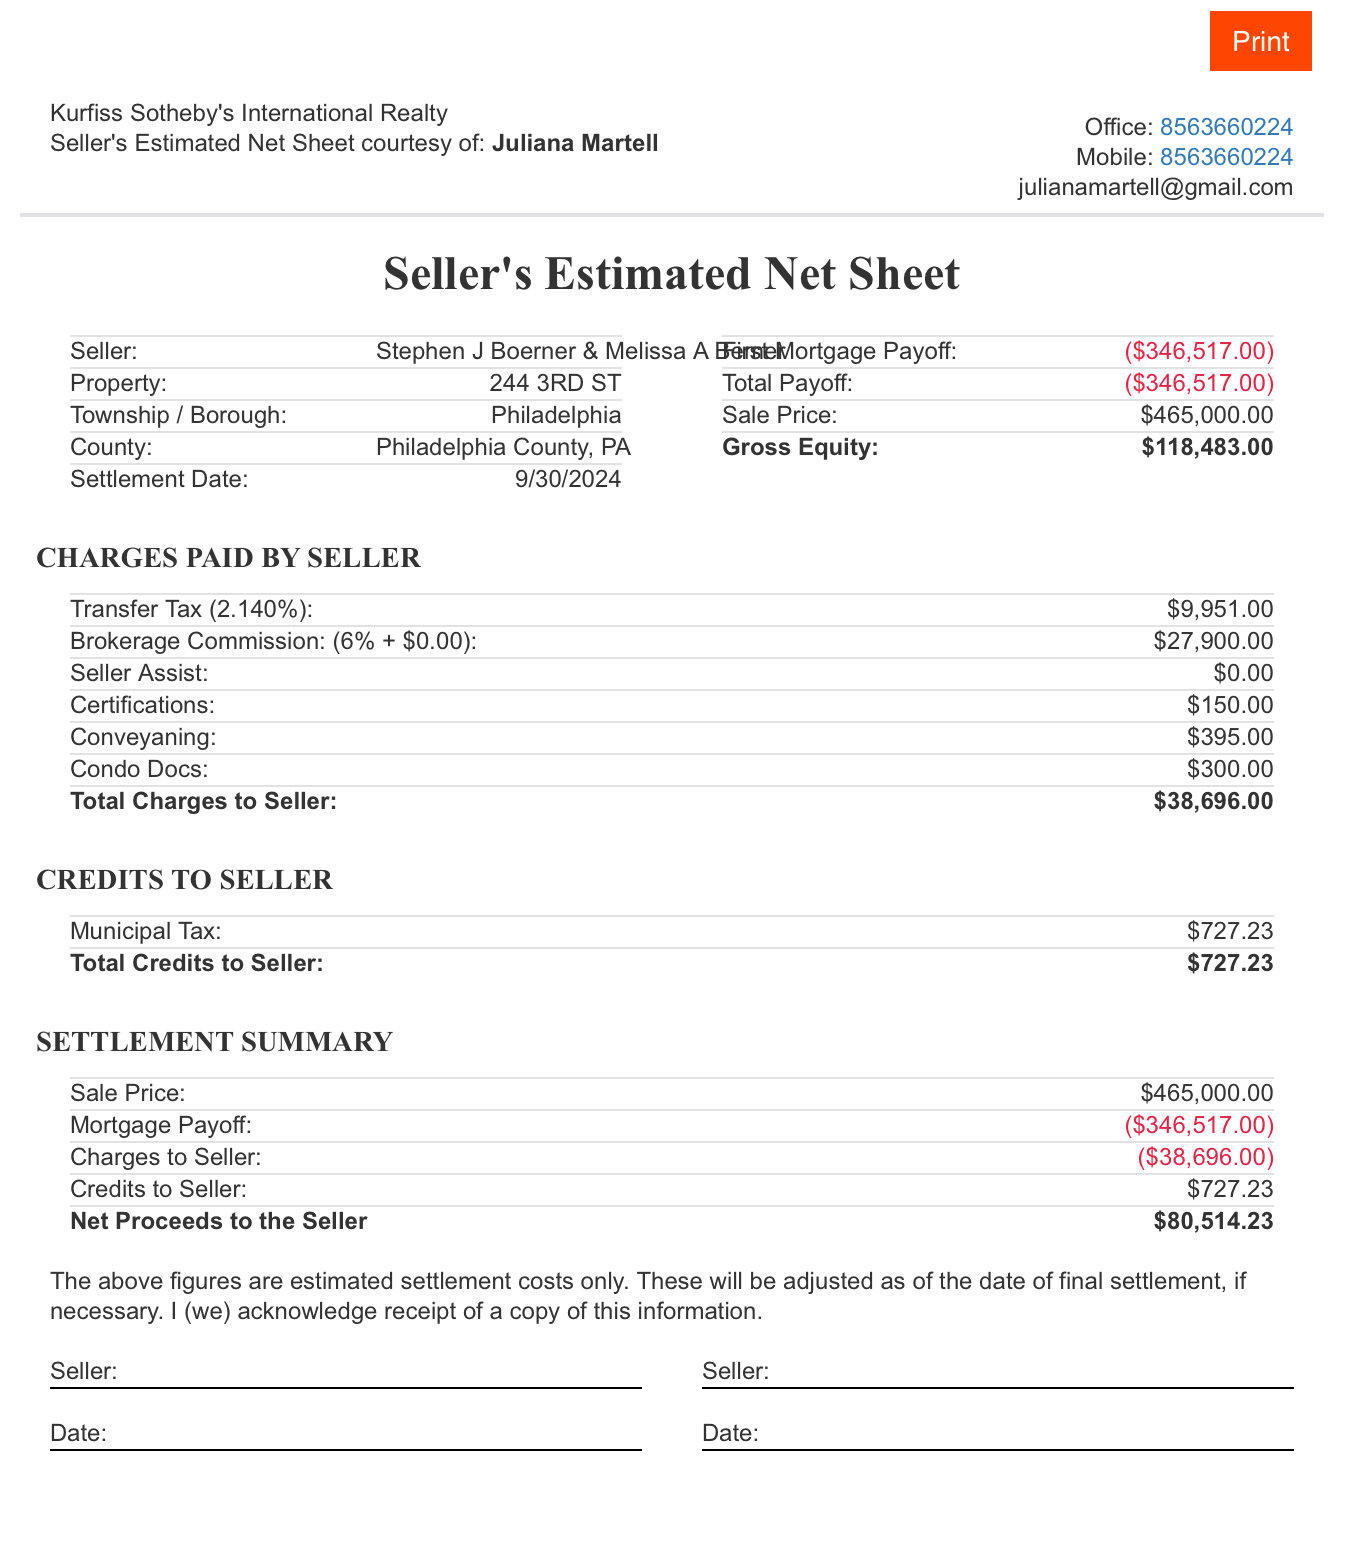 Print
Kurfiss Sotheby's International Realty
Seller's Estimated Net Sheet courtesy of: Juliana Martell
Office: 8563660224
Mobile: 8563660224
julianamartell@gmail.com
Seller's Estimated Net Sheet
Seller: Stephen J Boerner & Melissa A
Property: 244 3RD ST
Township / Borough: Philadelphia
County: Philadelphia County, PA
Settlement Date: 9/30/2024
First Mortgage Payoff: ($346,517.00)
Total Payoff: ($346,517.00)
Sale Price: $465,000.00
Gross Equity: $118,483.00
CHARGES PAID BY SELLER
Transfer Tax (2.140%): $9,951.00
Brokerage Commission: (6% + $0.00): $27,900.00
Seller Assist: $0.00
Certifications: $150.00
Conveyaning: $395.00
Condo Docs: $300.00
Total Charges to Seller: $38,696.00
CREDITS TO SELLER
Municipal Tax: $727.23
Total Credits to Seller: $727.23
SETTLEMENT SUMMARY
Sale Price: $465,000.00
Mortgage Payoff: ($346,517.00)
Charges to Seller: ($38,696.00)
Credits to Seller: $727.23
Net Proceeds to the Seller $80,514.23
The above figures are estimated settlement costs only. These will be adjusted as of the date of final settlement, if
necessary. I (we) acknowledge receipt of a copy of this information.
Seller:
Seller:
Date:
Date: